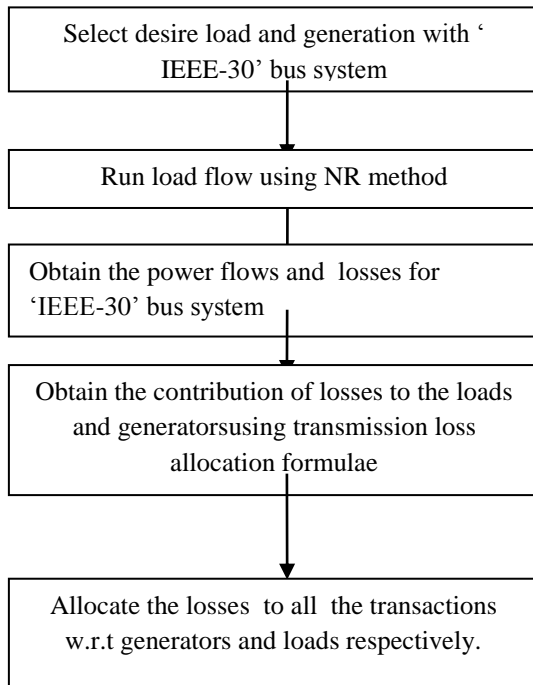 Select desire load and generation with ‘
IEEE-30’ bus system
Run load flow using NR method
Obtain the power flows and losses for
‘IEEE-30’ bus system
Obtain the contribution of losses to the loads
and generatorsusing transmission loss
allocation formulae
Allocate the losses to all the transactions
w.r.t generators and loads respectively.